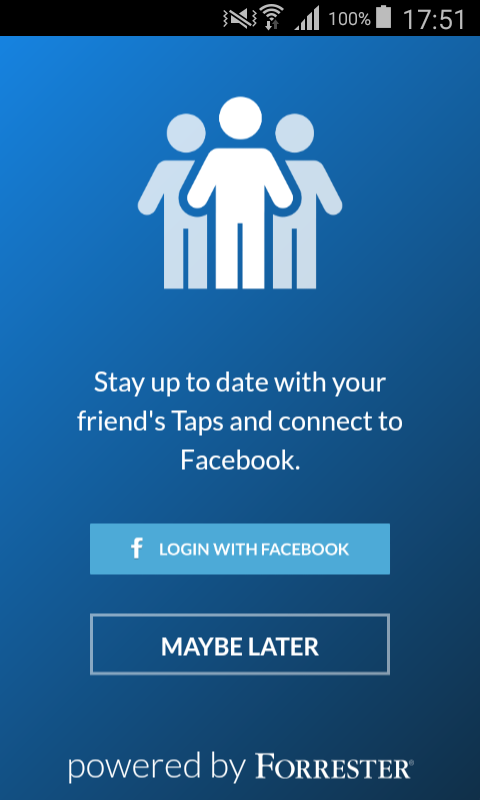 100% 17:51
Stay up to date with your
friend's Taps and connect to
Facebook.
f LOGIN WITH FACEBOOK
MAYBE LATER
powered by FORRESTER®